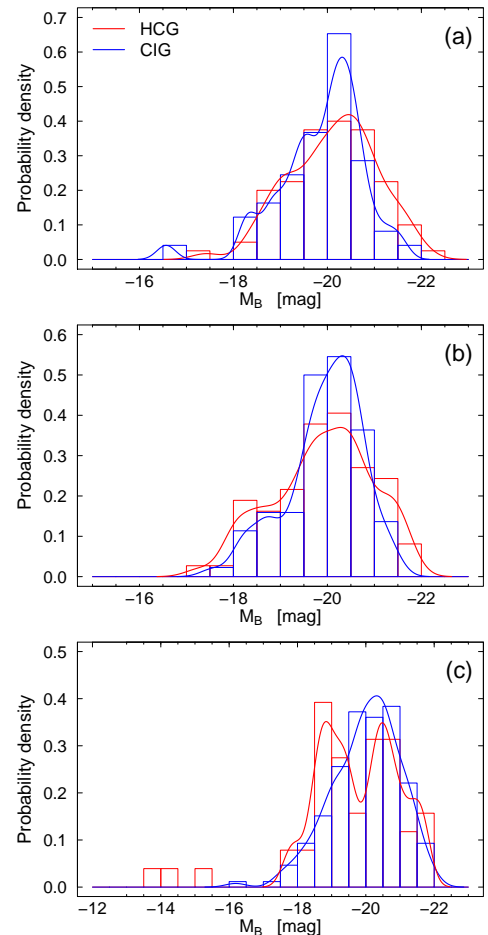 HCG
CIG
(a)
0.7
0.6
0.5
0.4
0.3
0.2
0.1
0.0
Probability density
−16 −18 −20 −22
M_B [mag]
(b)
0.6
0.5
0.4
0.3
0.2
0.1
0.0
Probability density
−16 −18 −20 −22
M_B [mag]
(c)
0.5
0.4
0.3
0.2
0.1
0.0
Probability density
−12 −14 −16 −18 −20 −22
M_B [mag]